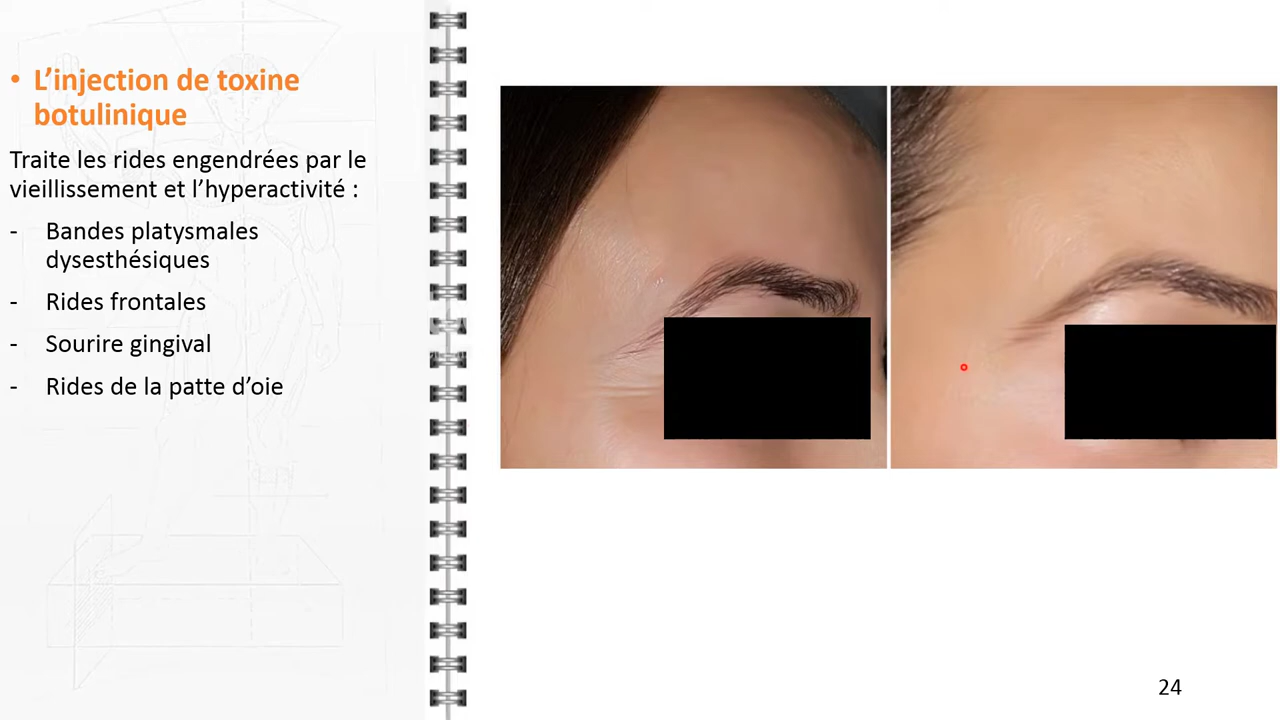 • L’injection de toxine
botulinique
Traite les rides engendrées par le
vieillissement et l’hyperactivité :
- Bandes platysmales
dysesthésiques
- Rides frontales
- Sourire gingival
- Rides de la patte d’oie
24